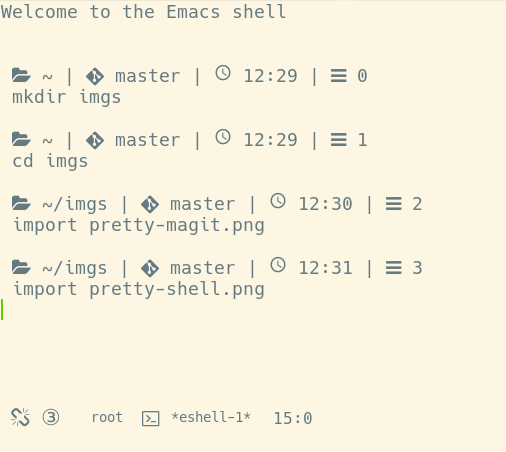 Welcome to the Emacs shell
~ | master | 12:29 | 0
mkdir imgs
~ | master | 12:29 | 1
cd imgs
~/imgs | master | 12:30 | 2
import pretty-magit.png
~/imgs | master | 12:31 | 3
import pretty-shell.png
③ root *eshell-1* 15:0